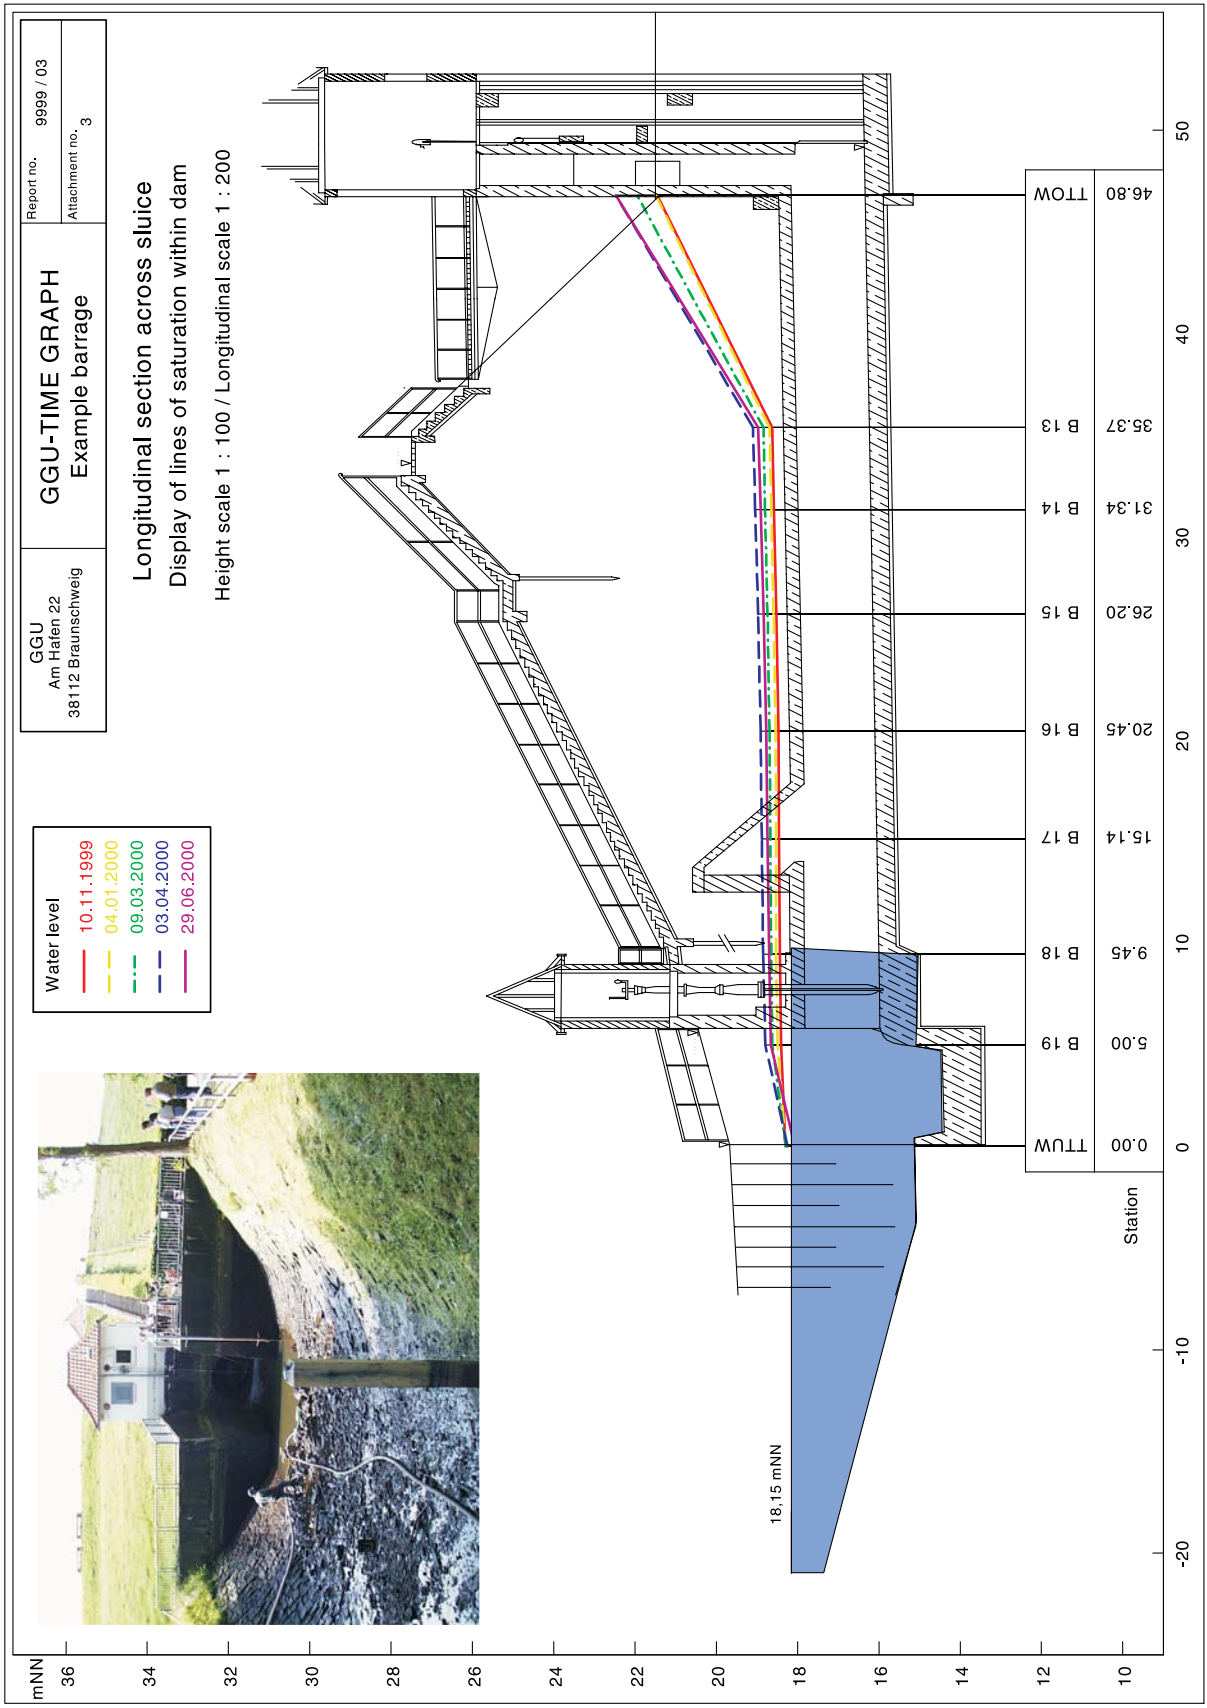 GGU
Am Hafen 22
38112 Braunschweig
GGU-TIME GRAPH
Example barrage
Report no.
9999 / 03
Attachment no.
3
Longitudinal section across sluice
Display of lines of saturation within dam
Height scale 1 : 100 / Longitudinal scale 1 : 200
Water level
10.11.1999
04.01.2000
09.03.2000
03.04.2000
29.06.2000
mNN
36
34
32
30
28
26
24
22
20
18
16
14
12
10
18,15 mNN
TTUW
B 19
B 18
B 17
B 16
B 15
B 14
B 13
TTOW
0.00
5.00
9.45
15.14
20.45
26.20
31.34
35.37
46.80
Station
-20
-10
0
10
20
30
40
50